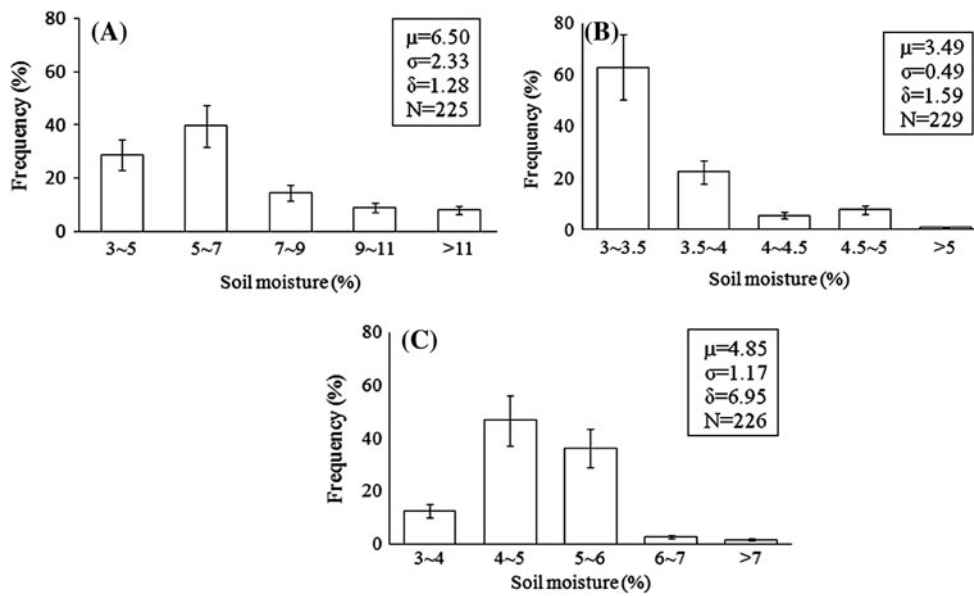 (A)
μ=6.50
σ=2.33
δ=1.28
N=225
Frequency (%)
80
60
40
20
0
3~5 5~7 7~9 9~11 >11
Soil moisture (%)
(B)
μ=3.49
σ=0.49
δ=1.59
N=229
Frequency (%)
80
60
40
20
0
3~3.5 3.5~4 4~4.5 4.5~5 >5
Soil moisture (%)
(C)
μ=4.85
σ=1.17
δ=6.95
N=226
Frequency (%)
80
60
40
20
0
3~4 4~5 5~6 6~7 >7
Soil moisture (%)